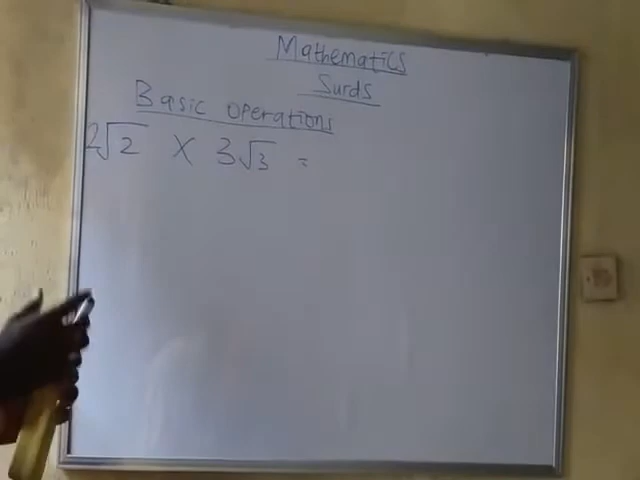 Mathematics
Surds
Basic Operations
2√2 X 3√3 =